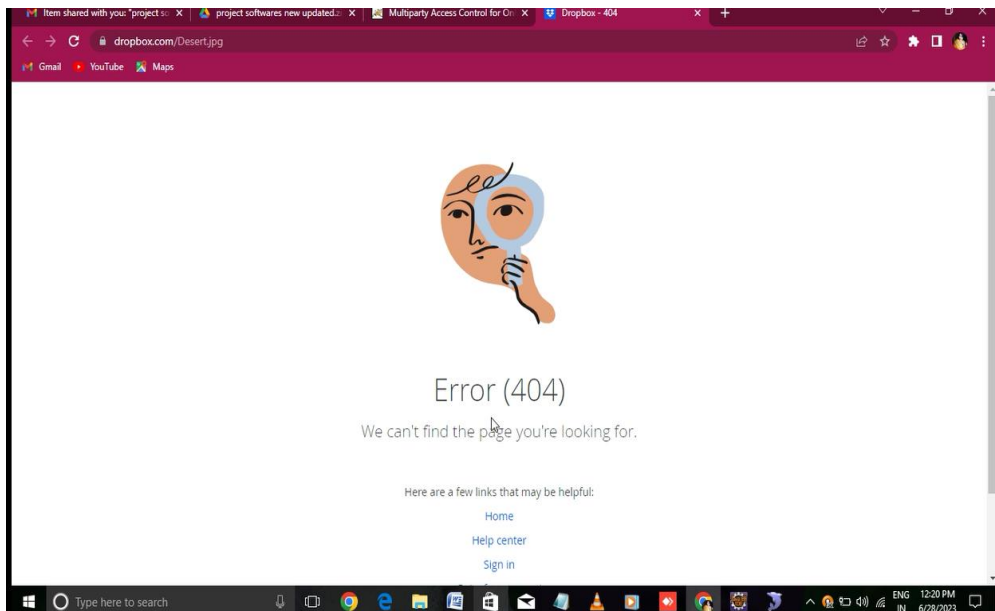 Item shared with you: "project so
project softwares new updated.z
Multiparty Access Control for On
Dropbox - 404
dropbox.com/Desert.jpg
Gmail YouTube Maps
Error (404)
We can't find the page you're looking for.
Here are a few links that may be helpful:
Home
Help center
Sign in
Type here to search
ENG 12:20 PM
IN 6/28/2023